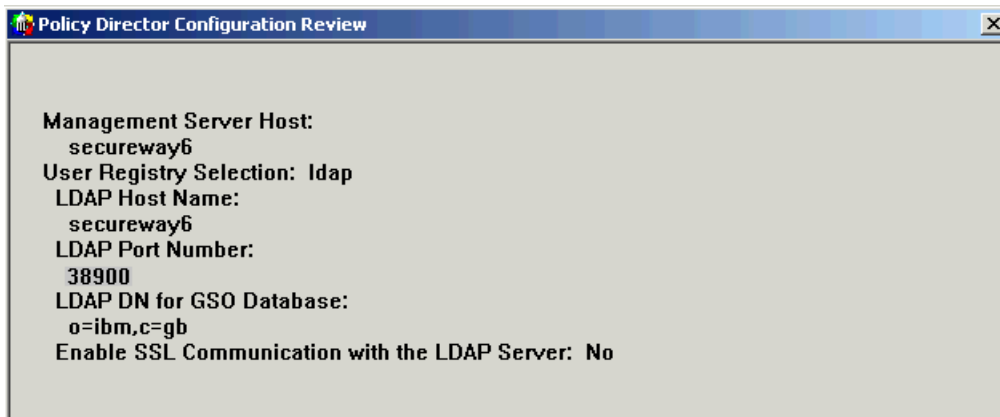 Policy Director Configuration Review
Management Server Host:
secureway6
User Registry Selection: ldap
LDAP Host Name:
secureway6
LDAP Port Number:
38900
LDAP DN for GSO Database:
o=ibm,c=gb
Enable SSL Communication with the LDAP Server: No